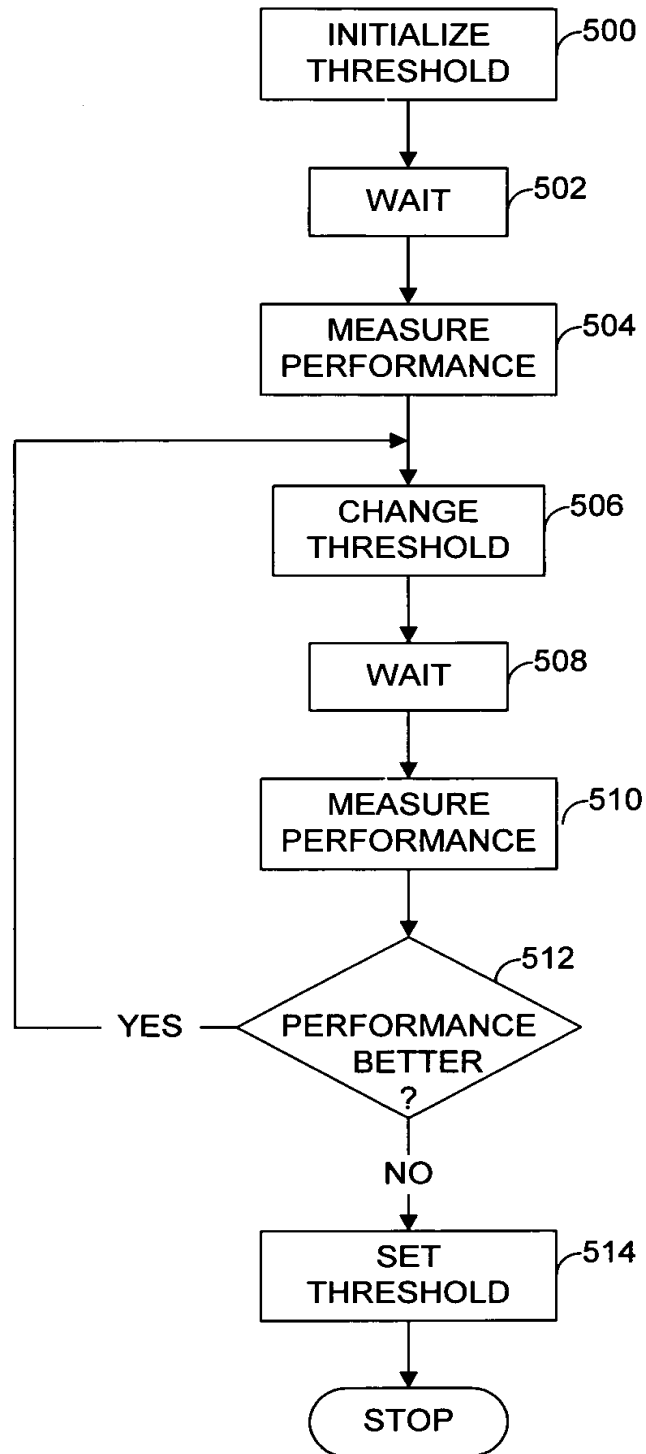 INITIALIZE
THRESHOLD
500
WAIT
502
MEASURE
PERFORMANCE
504
CHANGE
THRESHOLD
506
WAIT
508
MEASURE
PERFORMANCE
510
512
PERFORMANCE
BETTER
?
YES
NO
SET
THRESHOLD
514
STOP